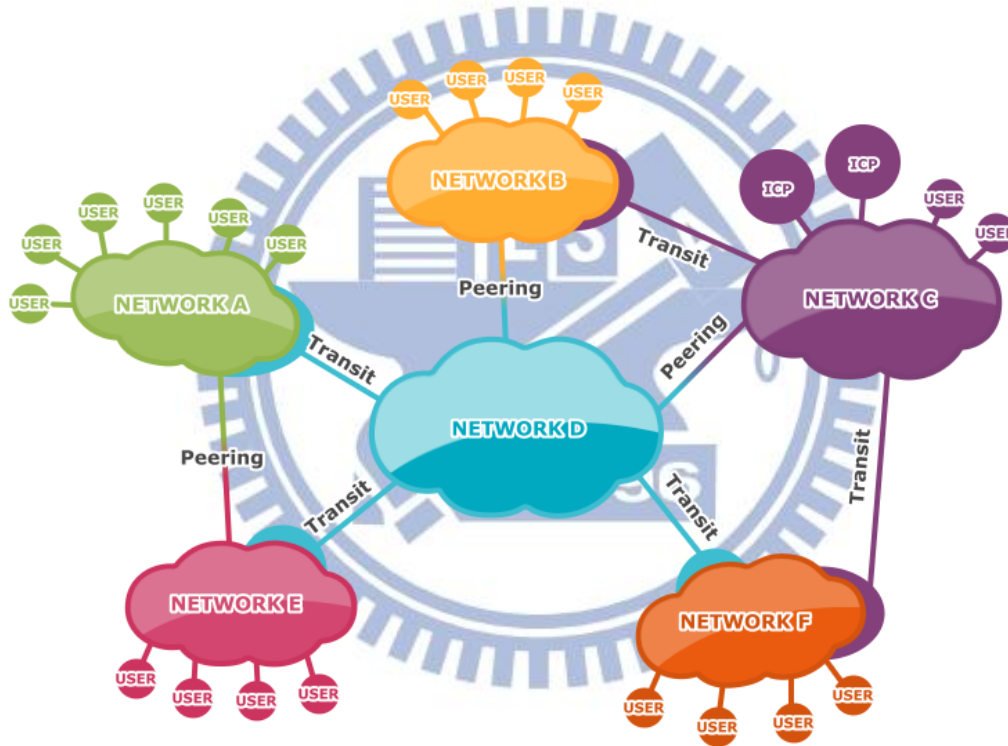 USER
USER
USER
USER
NETWORK B
ICP
ICP
USER
USER
NETWORK C
Transit
USER
USER
USER
USER
USER
USER
NETWORK A
Peering
Transit
Peering
NETWORK D
Peering
Transit
Transit
Transit
NETWORK E
USER
USER
USER
USER
NETWORK F
USER
USER
USER
USER